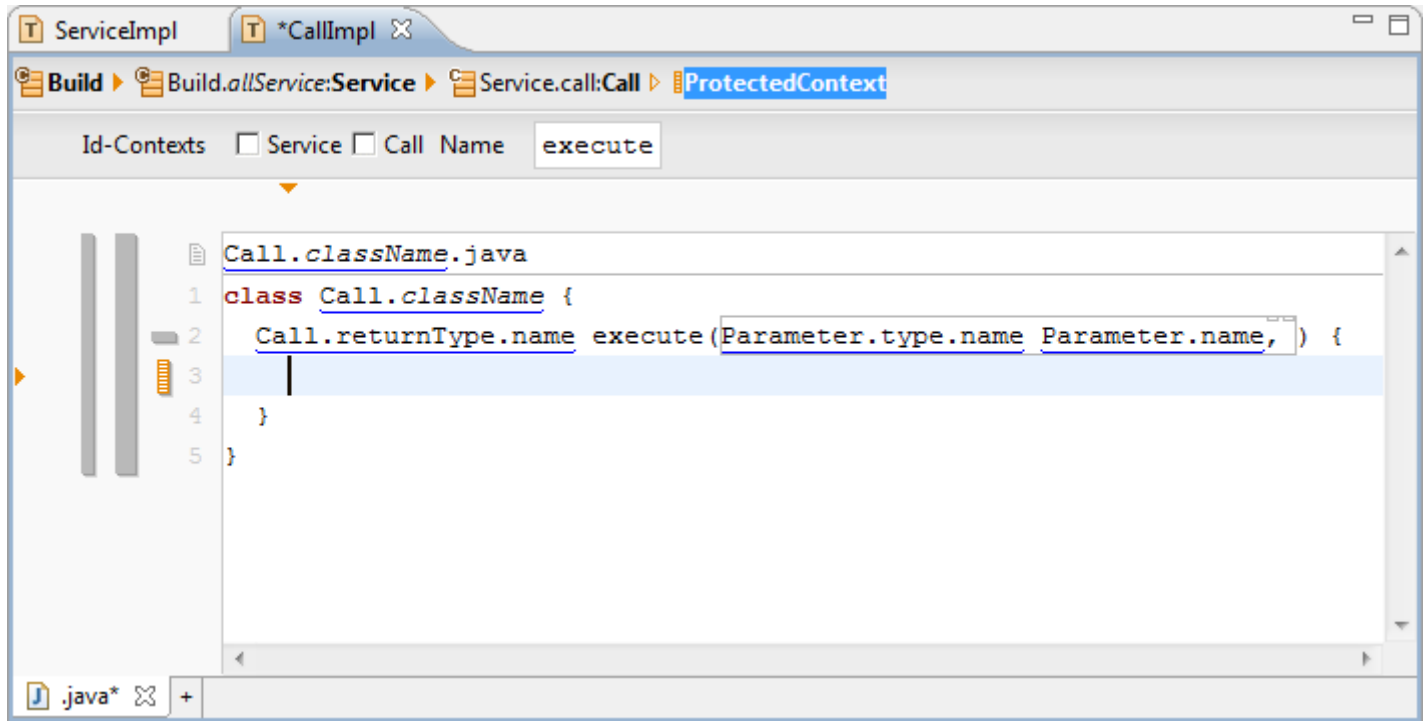 T ServiceImpl T *CallImpl
Build Build.allService:Service Service.call:Call ProtectedContext
Id-Contexts Service Call Name execute
Call.className.java
1 class Call.className {
2 Call.returnType.name execute(Parameter.type.name Parameter.name, ) {
3
4 }
5 }
J .java* +